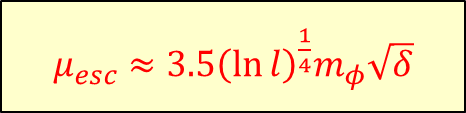 μ_esc ≈ 3.5(ln l)^{1/4} m_ϕ √δ